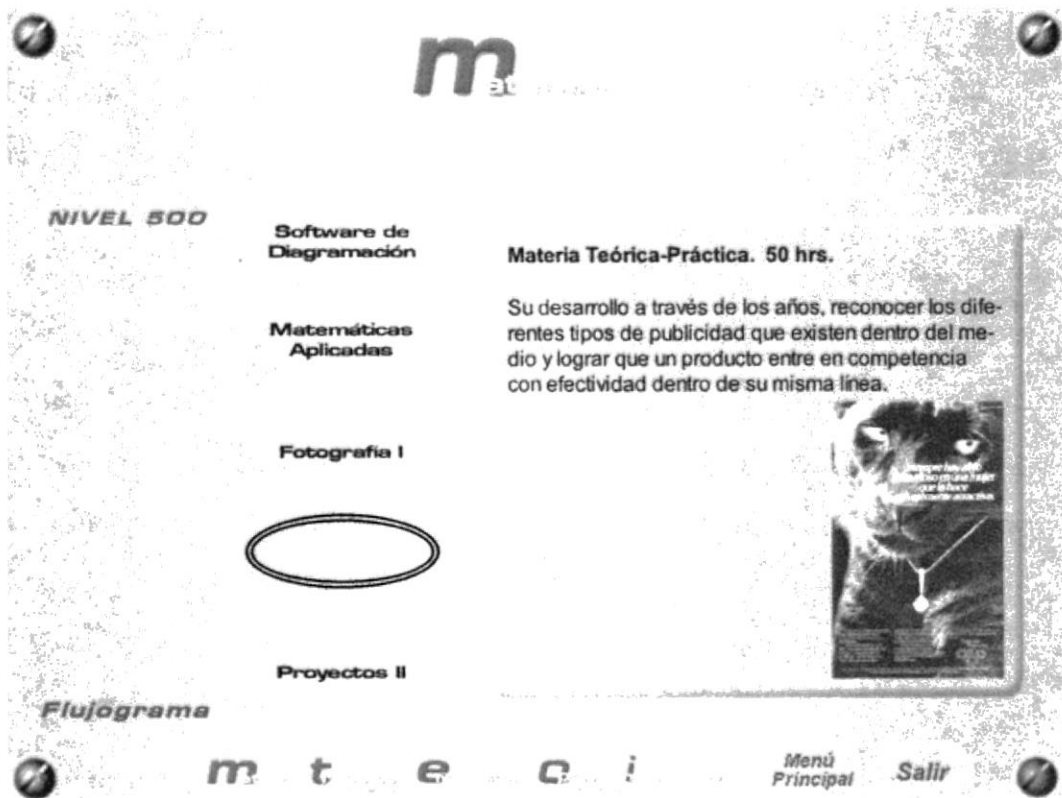 mat
NIVEL 500
Software de
Diagramación
Matemáticas
Aplicadas
Fotografía I
Proyectos II
Materia Teórica-Práctica. 50 hrs.
Su desarrollo a través de los años, reconocer los dife-
rentes tipos de publicidad que existen dentro del me-
dio y lograr que un producto entre en competencia
con efectividad dentro de su misma línea.
Flujograma
m t e c i
Menú
Principal
Salir